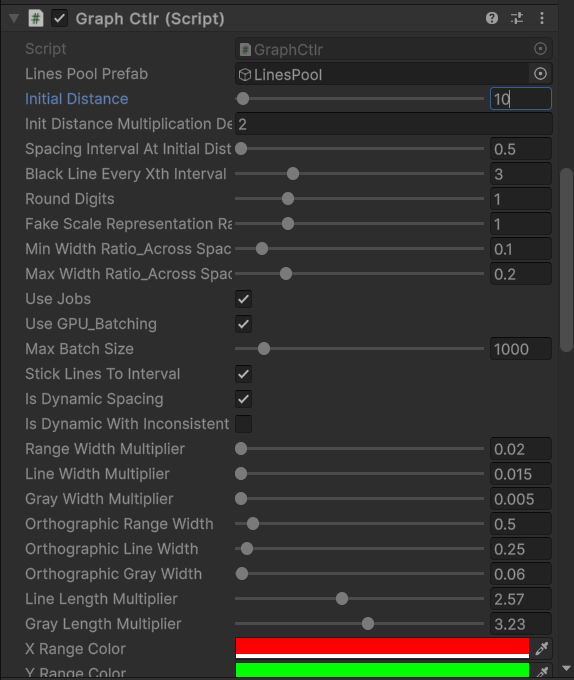 Graph Ctlr (Script)
Script GraphCtlr
Lines Pool Prefab LinesPool
Initial Distance 10
Init Distance Multiplication De 2
Spacing Interval At Initial Dist 0.5
Black Line Every Xth Interval 3
Round Digits 1
Fake Scale Representation Ra 1
Min Width Ratio_Across Spac 0.1
Max Width Ratio_Across Spac 0.2
Use Jobs
Use GPU_Batching
Max Batch Size 1000
Stick Lines To Interval
Is Dynamic Spacing
Is Dynamic With Inconsistent
Range Width Multiplier 0.02
Line Width Multiplier 0.015
Gray Width Multiplier 0.005
Orthographic Range Width 0.5
Orthographic Line Width 0.25
Orthographic Gray Width 0.06
Line Length Multiplier 2.57
Gray Length Multiplier 3.23
X Range Color
Y Range Color